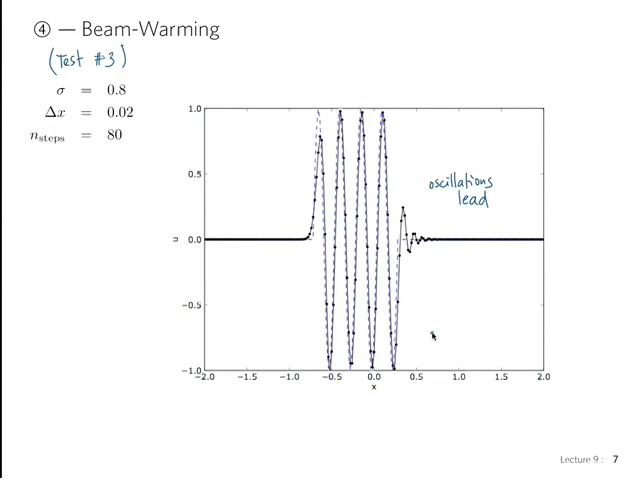 ④ — Beam-Warming
(Test #3)
σ = 0.8
Δx = 0.02
n_steps = 80
1.0
0.5
0.0
−0.5
−1.0
u
−2.0 −1.5 −1.0 −0.5 0.0 0.5 1.0 1.5 2.0
x
oscillations
lead
Lecture 9 : 7